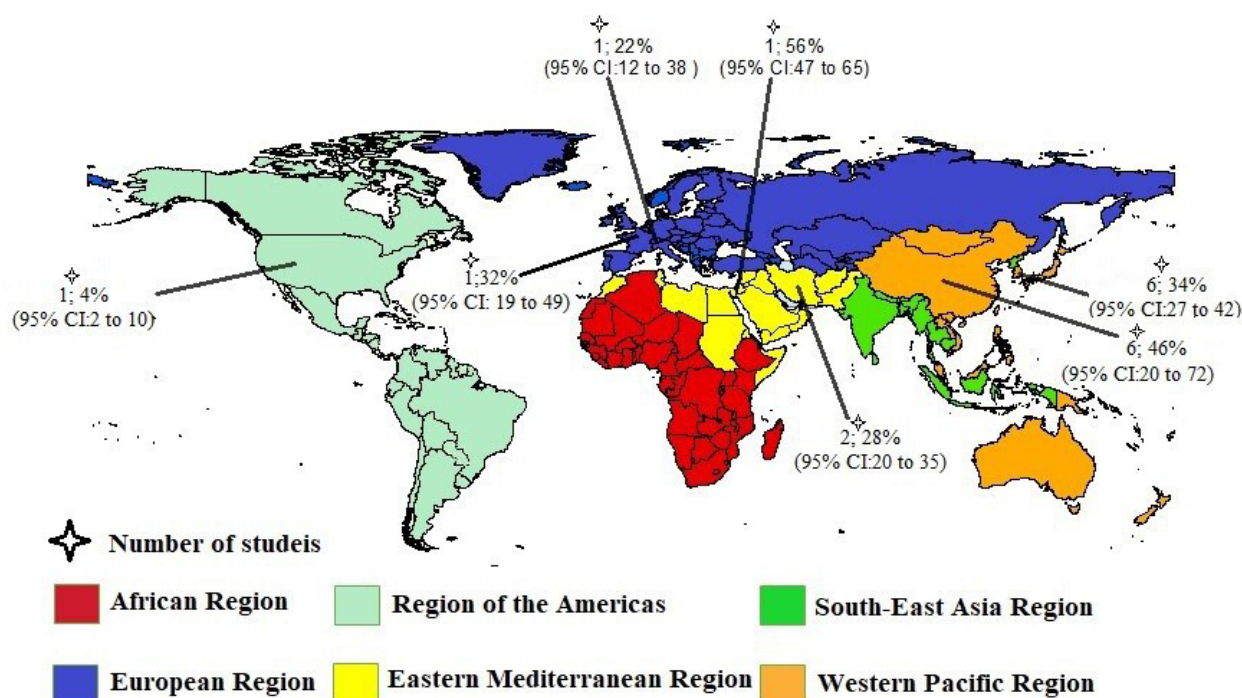 1; 22%
(95% CI:12 to 38 )
1; 56%
(95% CI:47 to 65)
1; 4%
(95% CI:2 to 10)
1;32%
(95% CI: 19 to 49)
6; 34%
(95% CI:27 to 42)
6; 46%
(95% CI:20 to 72)
2; 28%
(95% CI:20 to 35)
Number of studeis
African Region
Region of the Americas
South-East Asia Region
European Region
Eastern Mediterranean Region
Western Pacific Region